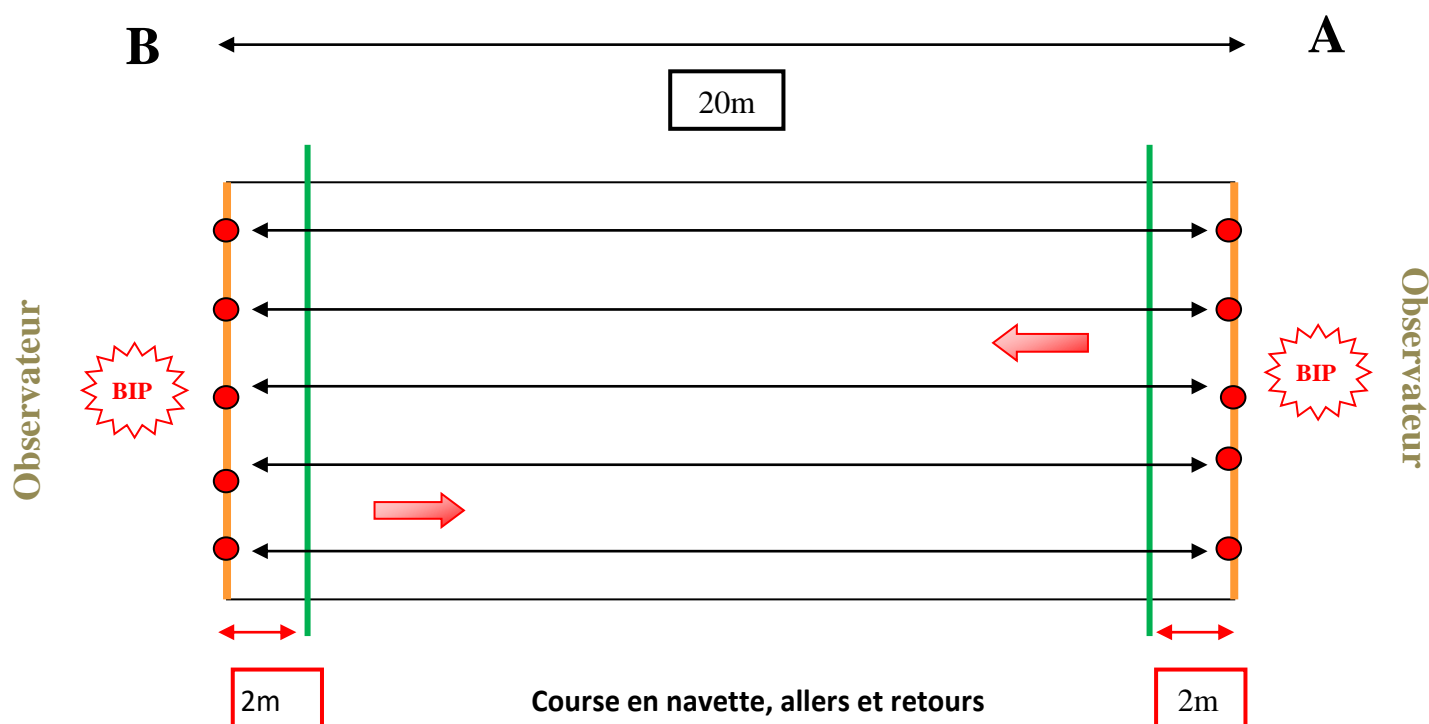 B
A
20m
Observateur
BIP
BIP
Observateur
2m
Course en navette, allers et retours
2m